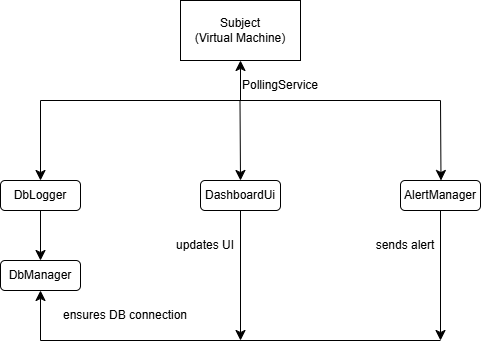 Subject
(Virtual Machine)
PollingService
DbLogger
DashboardUi
AlertManager
updates UI
sends alert
DbManager
ensures DB connection